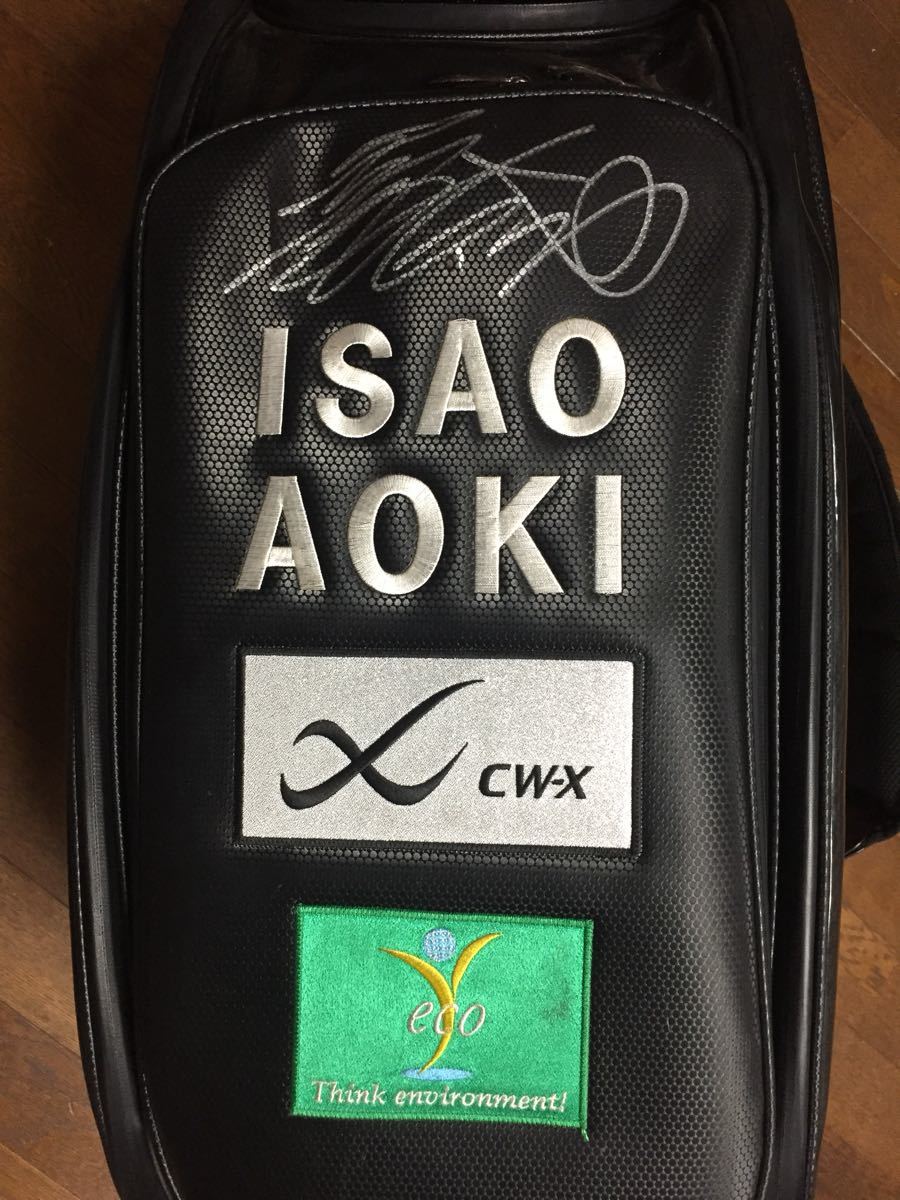 ISAO
AOKI
CW-X
eco
Think environment!